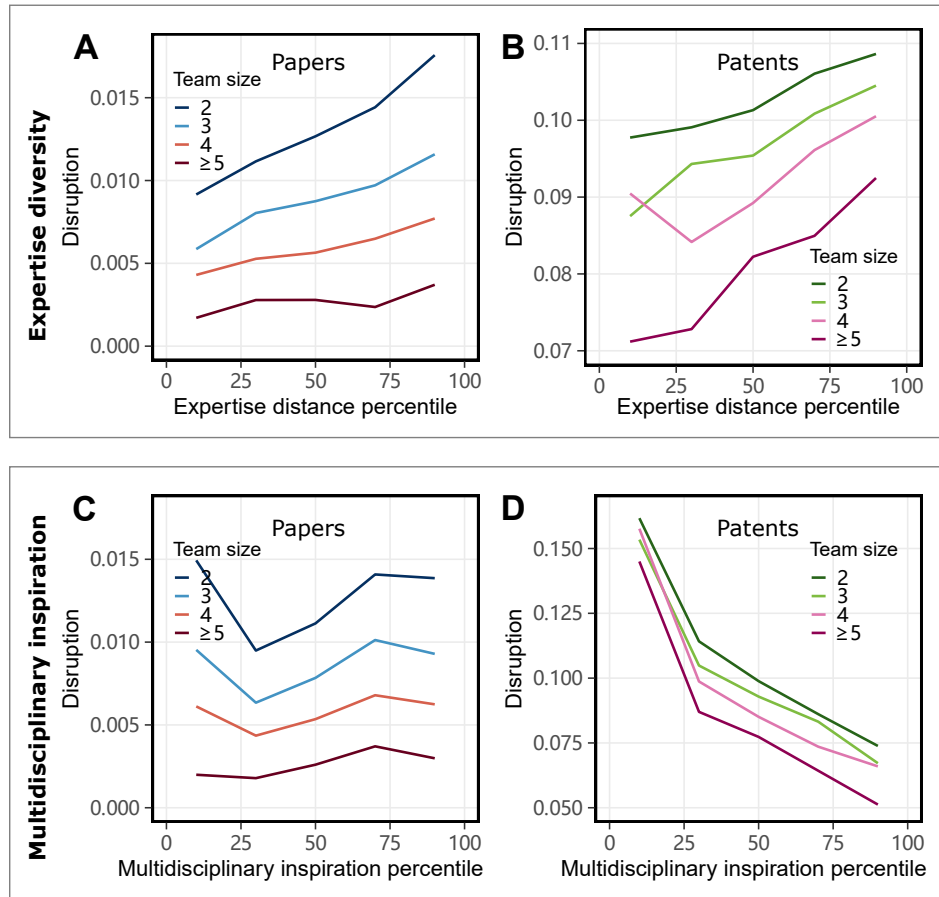 Expertise diversity
A
Papers
Team size
2
3
4
≥5
Disruption
0.015
0.010
0.005
0.000
0 25 50 75 100
Expertise distance percentile
B
Patents
Team size
2
3
4
≥5
Disruption
0.11
0.10
0.09
0.08
0.07
0 25 50 75 100
Expertise distance percentile
Multidisciplinary inspiration
C
Papers
Team size
2
3
4
≥5
Disruption
0.015
0.010
0.005
0.000
0 25 50 75 100
Multidisciplinary inspiration percentile
D
Patents
Team size
2
3
4
≥5
Disruption
0.150
0.125
0.100
0.075
0.050
0 25 50 75 100
Multidisciplinary inspiration percentile